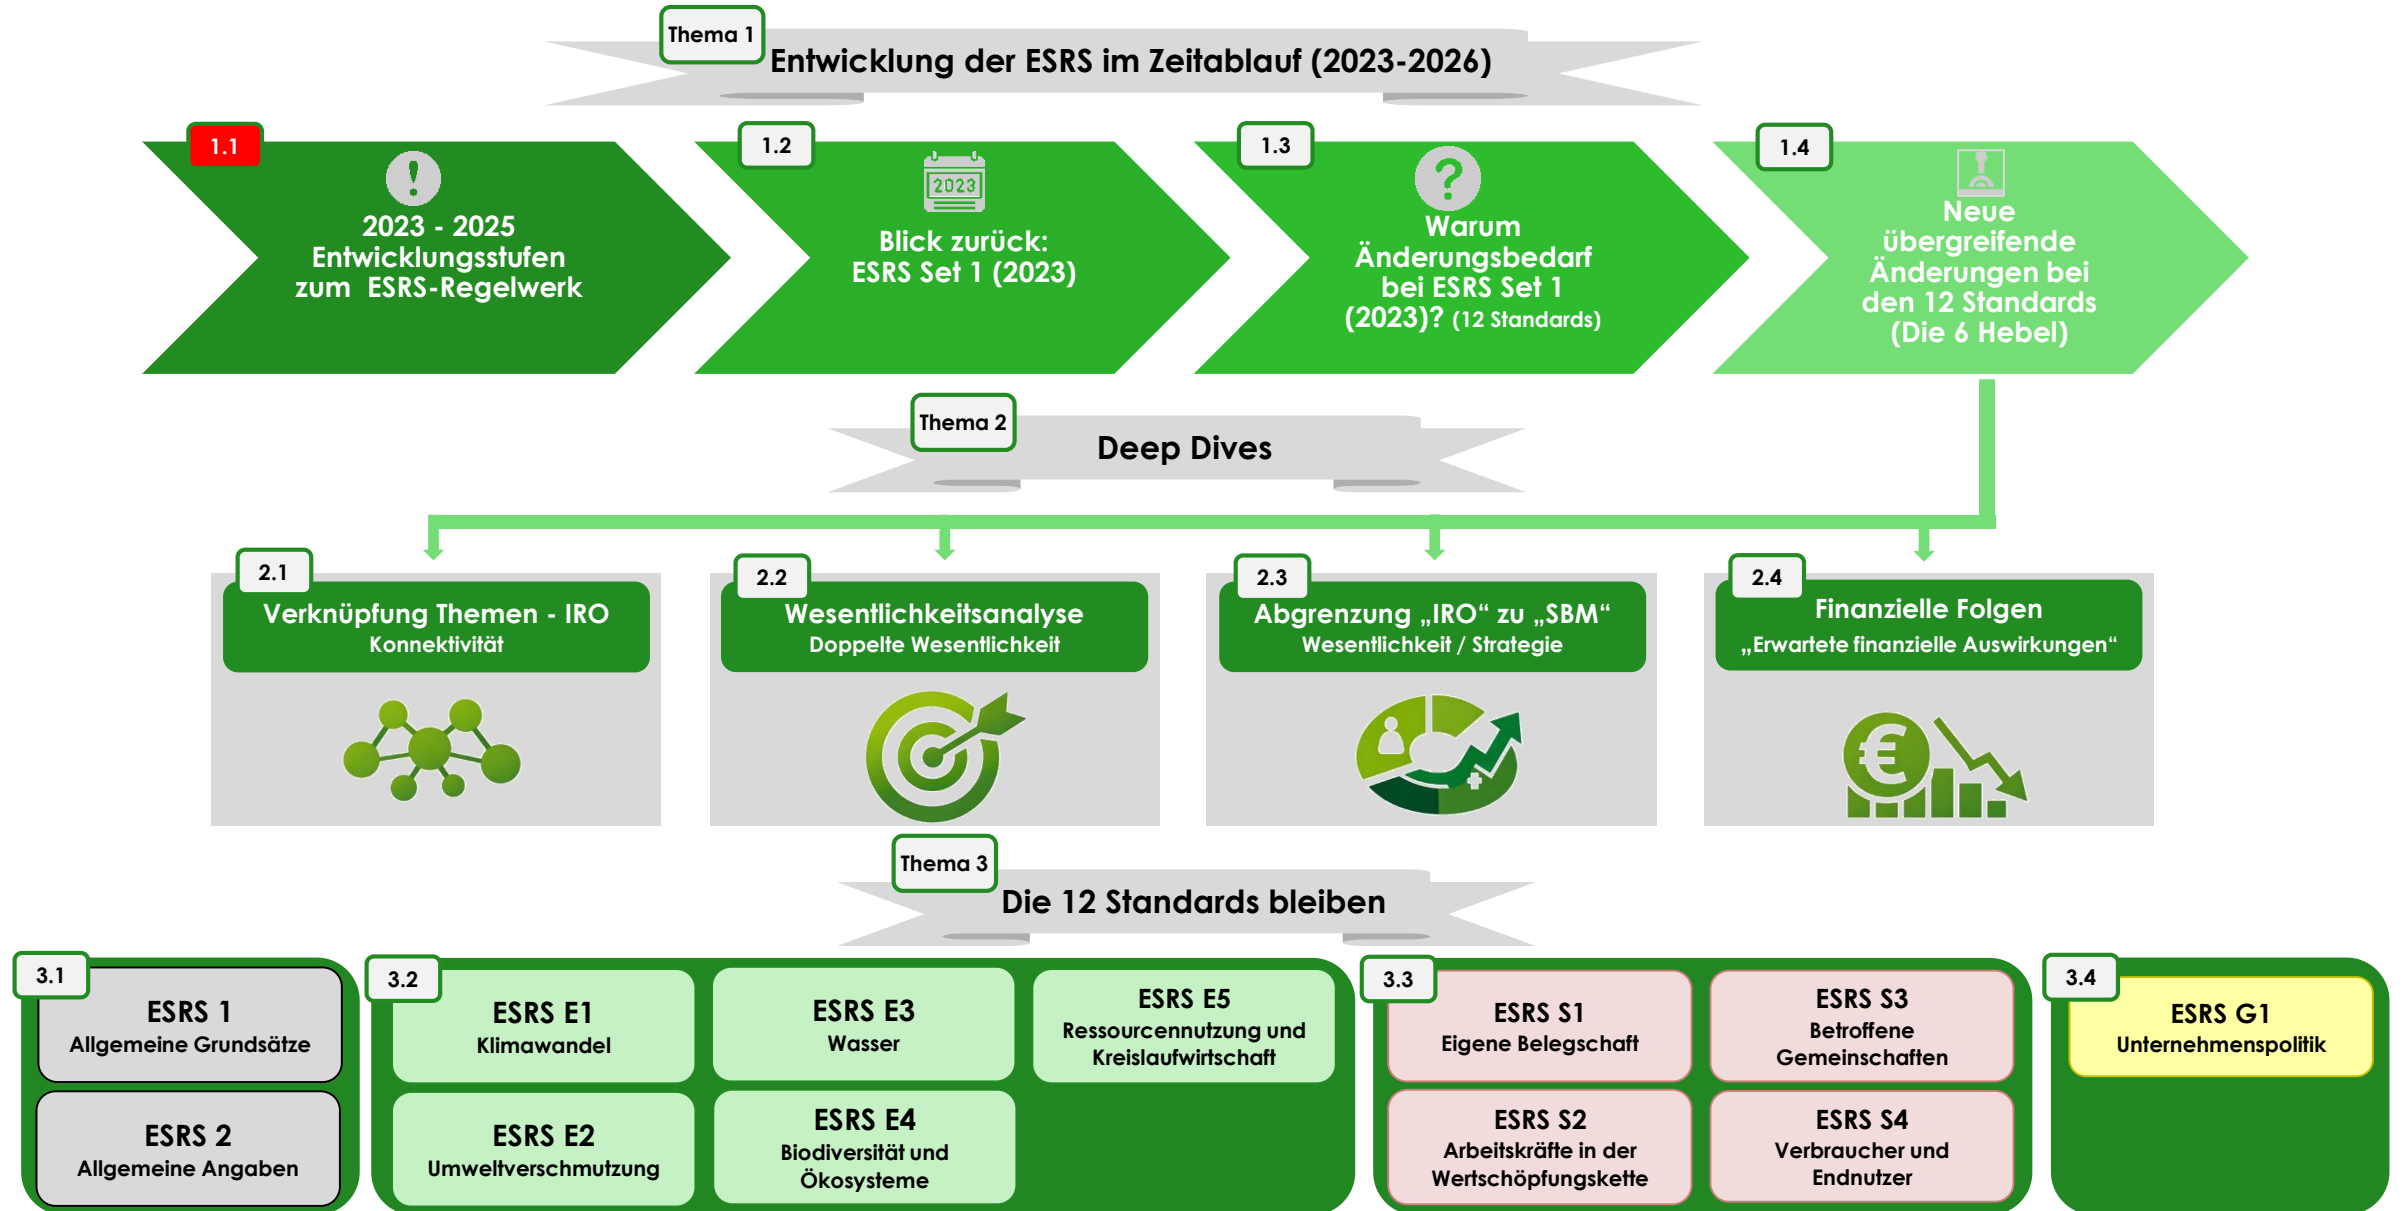 Thema 1
Entwicklung der ESRS im Zeitablauf (2023-2026)
1.1
2023 - 2025
Entwicklungsstufen
zum ESRS-Regelwerk
1.2
2023
Blick zurück:
ESRS Set 1 (2023)
1.3
?
Warum
Änderungsbedarf
bei ESRS Set 1
(2023)? (12 Standards)
1.4
Neue
übergreifende
Änderungen bei
den 12 Standards
(Die 6 Hebel)
Thema 2
Deep Dives
2.1
Verknüpfung Themen - IRO
Konnektivität
2.2
Wesentlichkeitsanalyse
Doppelte Wesentlichkeit
2.3
Abgrenzung „IRO“ zu „SBM“
Wesentlichkeit / Strategie
2.4
Finanzielle Folgen
„Erwartete finanzielle Auswirkungen“
€
Thema 3
Die 12 Standards bleiben
3.1
ESRS 1
Allgemeine Grundsätze
ESRS 2
Allgemeine Angaben
3.2
ESRS E1
Klimawandel
ESRS E2
Umweltverschmutzung
ESRS E3
Wasser
ESRS E4
Biodiversität und
Ökosysteme
ESRS E5
Ressourcennutzung und
Kreislaufwirtschaft
3.3
ESRS S1
Eigene Belegschaft
ESRS S2
Arbeitskräfte in der
Wertschöpfungskette
ESRS S3
Betroffene
Gemeinschaften
ESRS S4
Verbraucher und
Endnutzer
3.4
ESRS G1
Unternehmenspolitik